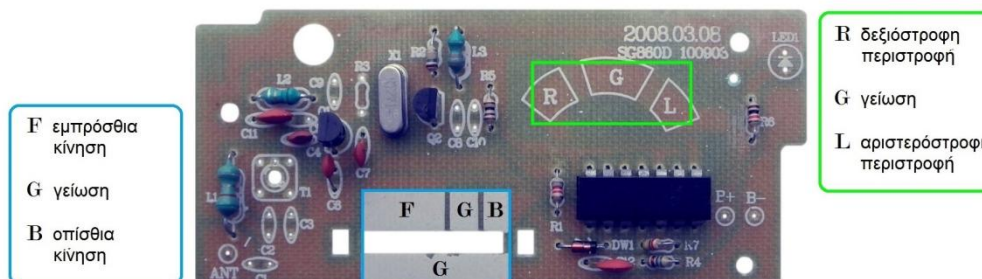 2008.03.08
SG860D 100903
LED1
X1
R2
L3
R3
C9
L2
R5
R
G
L
C11
C4
Q2
C8
C10
C7
R6
L1
T1
C5
C3
C2
R1
P+
B-
DW1
R7
R4
ANT
F
G
B
G
F εμπρόσθια
κίνηση
G γείωση
B οπίσθια
κίνηση
R δεξιόστροφη
περιστροφή
G γείωση
L αριστερόστροφη
περιστροφή